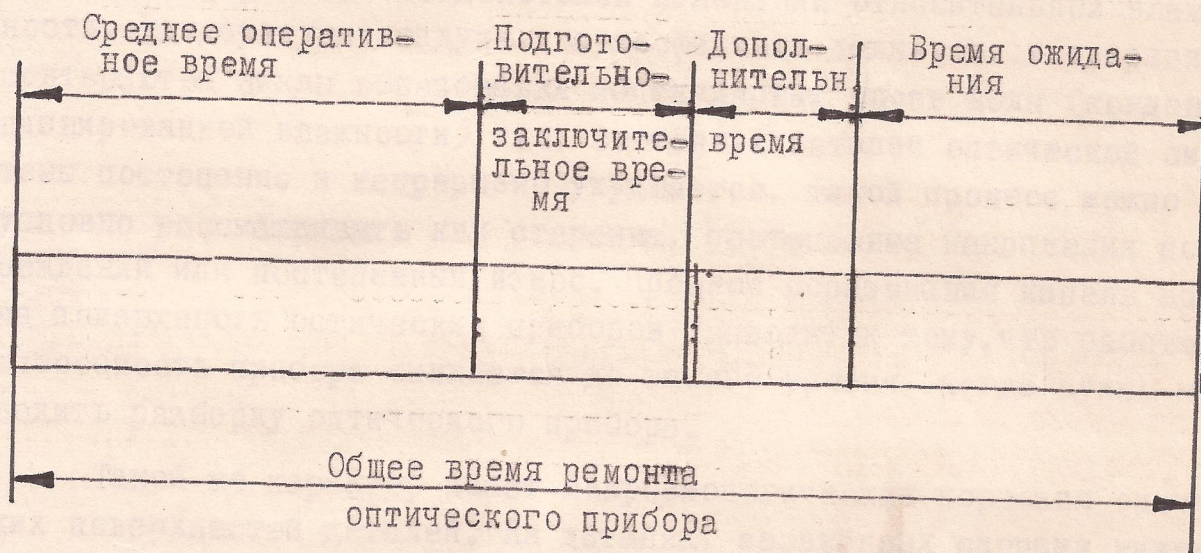 Среднее оператив-
ное время
Подгото-
вительно-
заключите-
льное вре-
мя
Допол-
нительн.
время
Время ожида-
ния
Общее время ремонта
оптического прибора